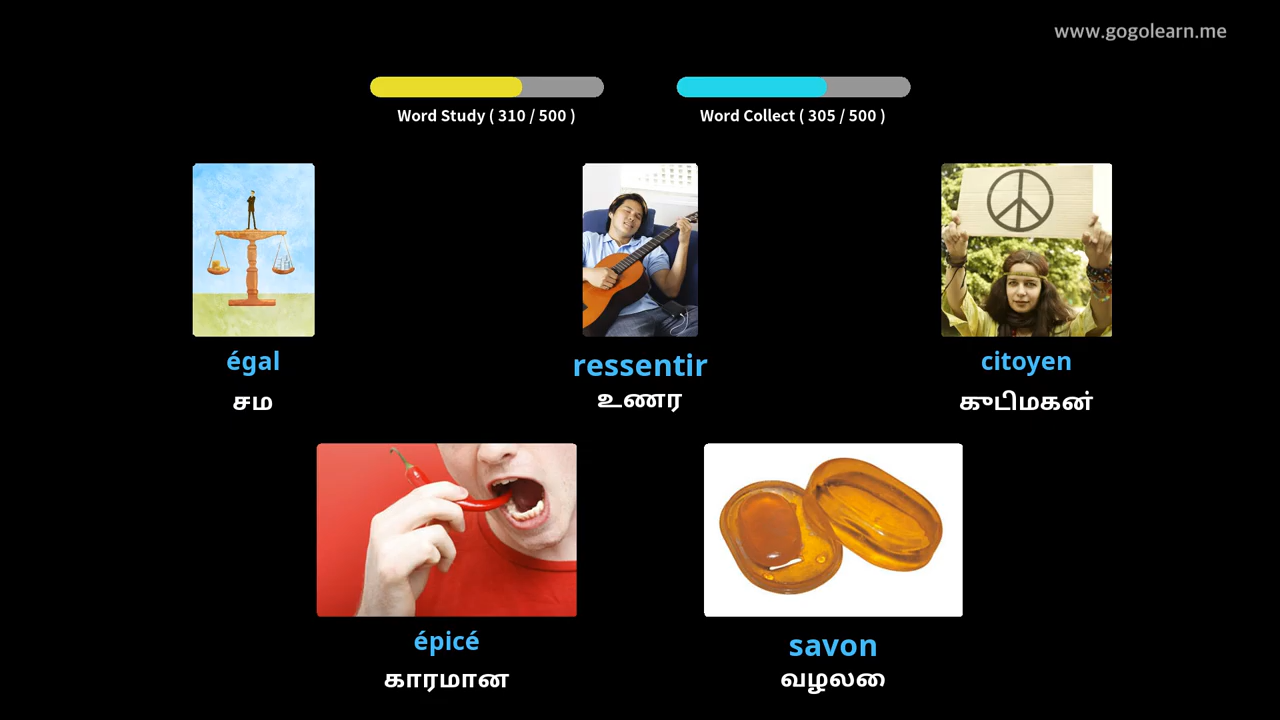 www.gogolearn.me
Word Study ( 310 / 500 )
Word Collect ( 305 / 500 )
égal
ressentir
citoyen
சம
உணர
குடிமகன்
épicé
savon
காரமான
வழலை